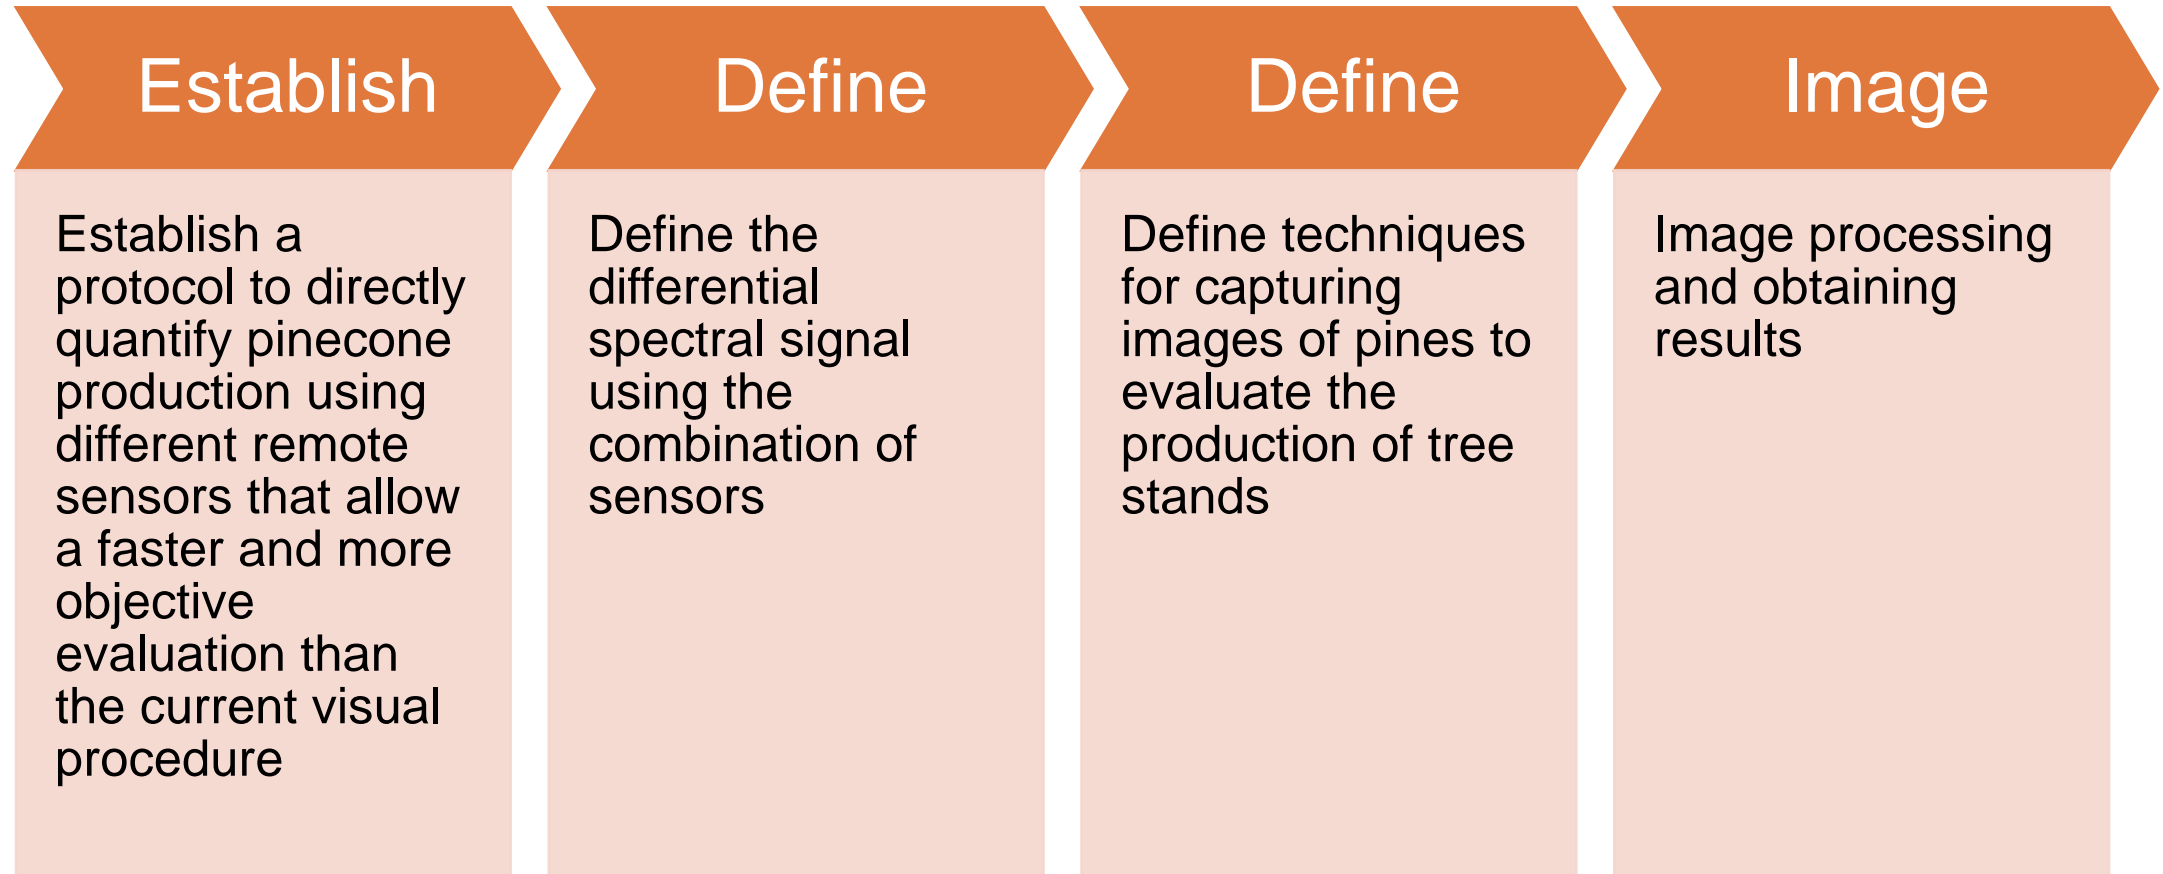 Establish
Establish a
protocol to directly
quantify pinecone
production using
different remote
sensors that allow
a faster and more
objective
evaluation than
the current visual
procedure
Define
Define the
differential
spectral signal
using the
combination of
sensors
Define
Define techniques
for capturing
images of pines to
evaluate the
production of tree
stands
Image
Image processing
and obtaining
results